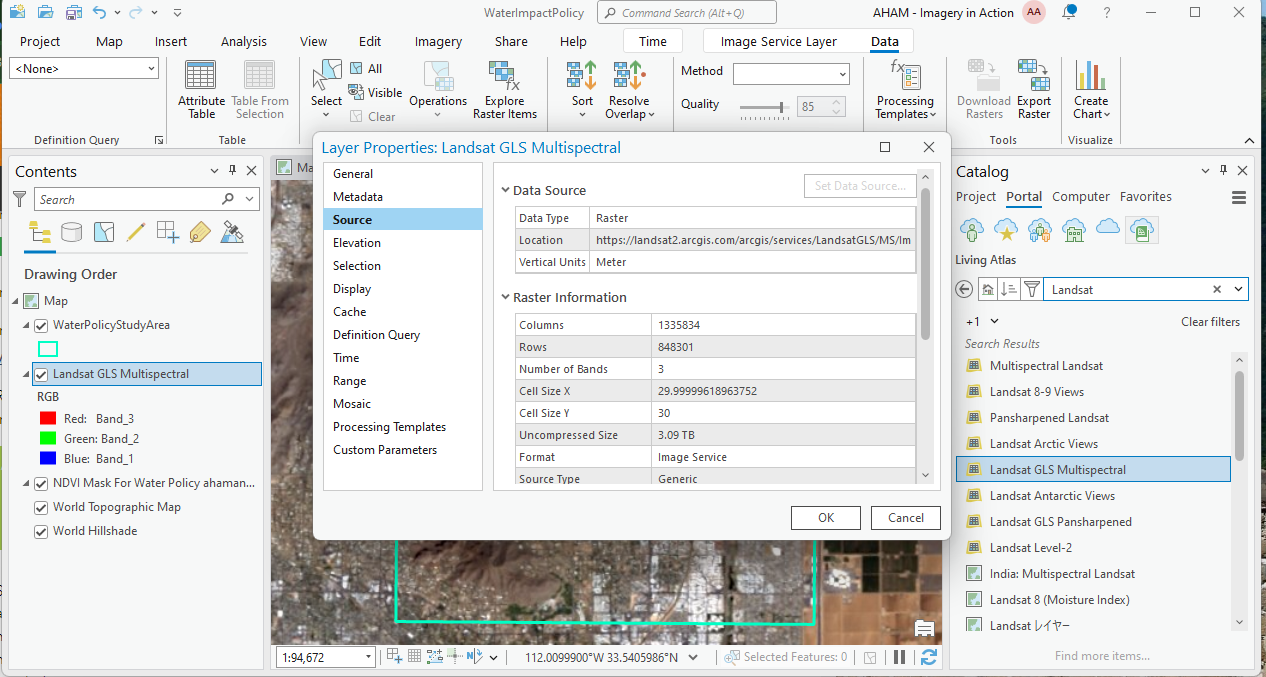 WaterImpactPolicy
Command Search (Alt+Q)
AHAM - Imagery in Action
AA
?
Project
Map
Insert
Analysis
View
Edit
Imagery
Share
Help
Time
Image Service Layer
Data
<None>
Definition Query
Attribute
Table
Table From
Selection
Table
Select
All
Visible
Clear
Operations
Explore
Raster Items
Sort
Resolve
Overlap
Method
Quality
85
Processing
Templates
Download
Rasters
Export
Raster
Tools
Create
Chart
Visualize
Contents
Search
Drawing Order
Map
WaterPolicyStudyArea
Landsat GLS Multispectral
RGB
Red: Band_3
Green: Band_2
Blue: Band_1
NDVI Mask For Water Policy ahaman...
World Topographic Map
World Hillshade
Ma
Layer Properties: Landsat GLS Multispectral
General
Metadata
Source
Elevation
Selection
Display
Cache
Definition Query
Time
Range
Mosaic
Processing Templates
Custom Parameters
Data Source
Set Data Source...
Data Type Raster
Location https://landsat2.arcgis.com/arcgis/services/LandsatGLS/MS/Im
Vertical Units Meter
Raster Information
Columns 1335834
Rows 848301
Number of Bands 3
Cell Size X 29.99999618963752
Cell Size Y 30
Uncompressed Size 3.09 TB
Format Image Service
Source Type Generic
OK
Cancel
1:94,672
112.0099900°W 33.5405986°N
Selected Features: 0
Catalog
Project
Portal
Computer
Favorites
Living Atlas
Landsat
+1
Clear filters
Search Results
Multispectral Landsat
Landsat 8-9 Views
Pansharpened Landsat
Landsat Arctic Views
Landsat GLS Multispectral
Landsat Antarctic Views
Landsat GLS Pansharpened
Landsat Level-2
India: Multispectral Landsat
Landsat 8 (Moisture Index)
Landsat レイヤー
Find more items...